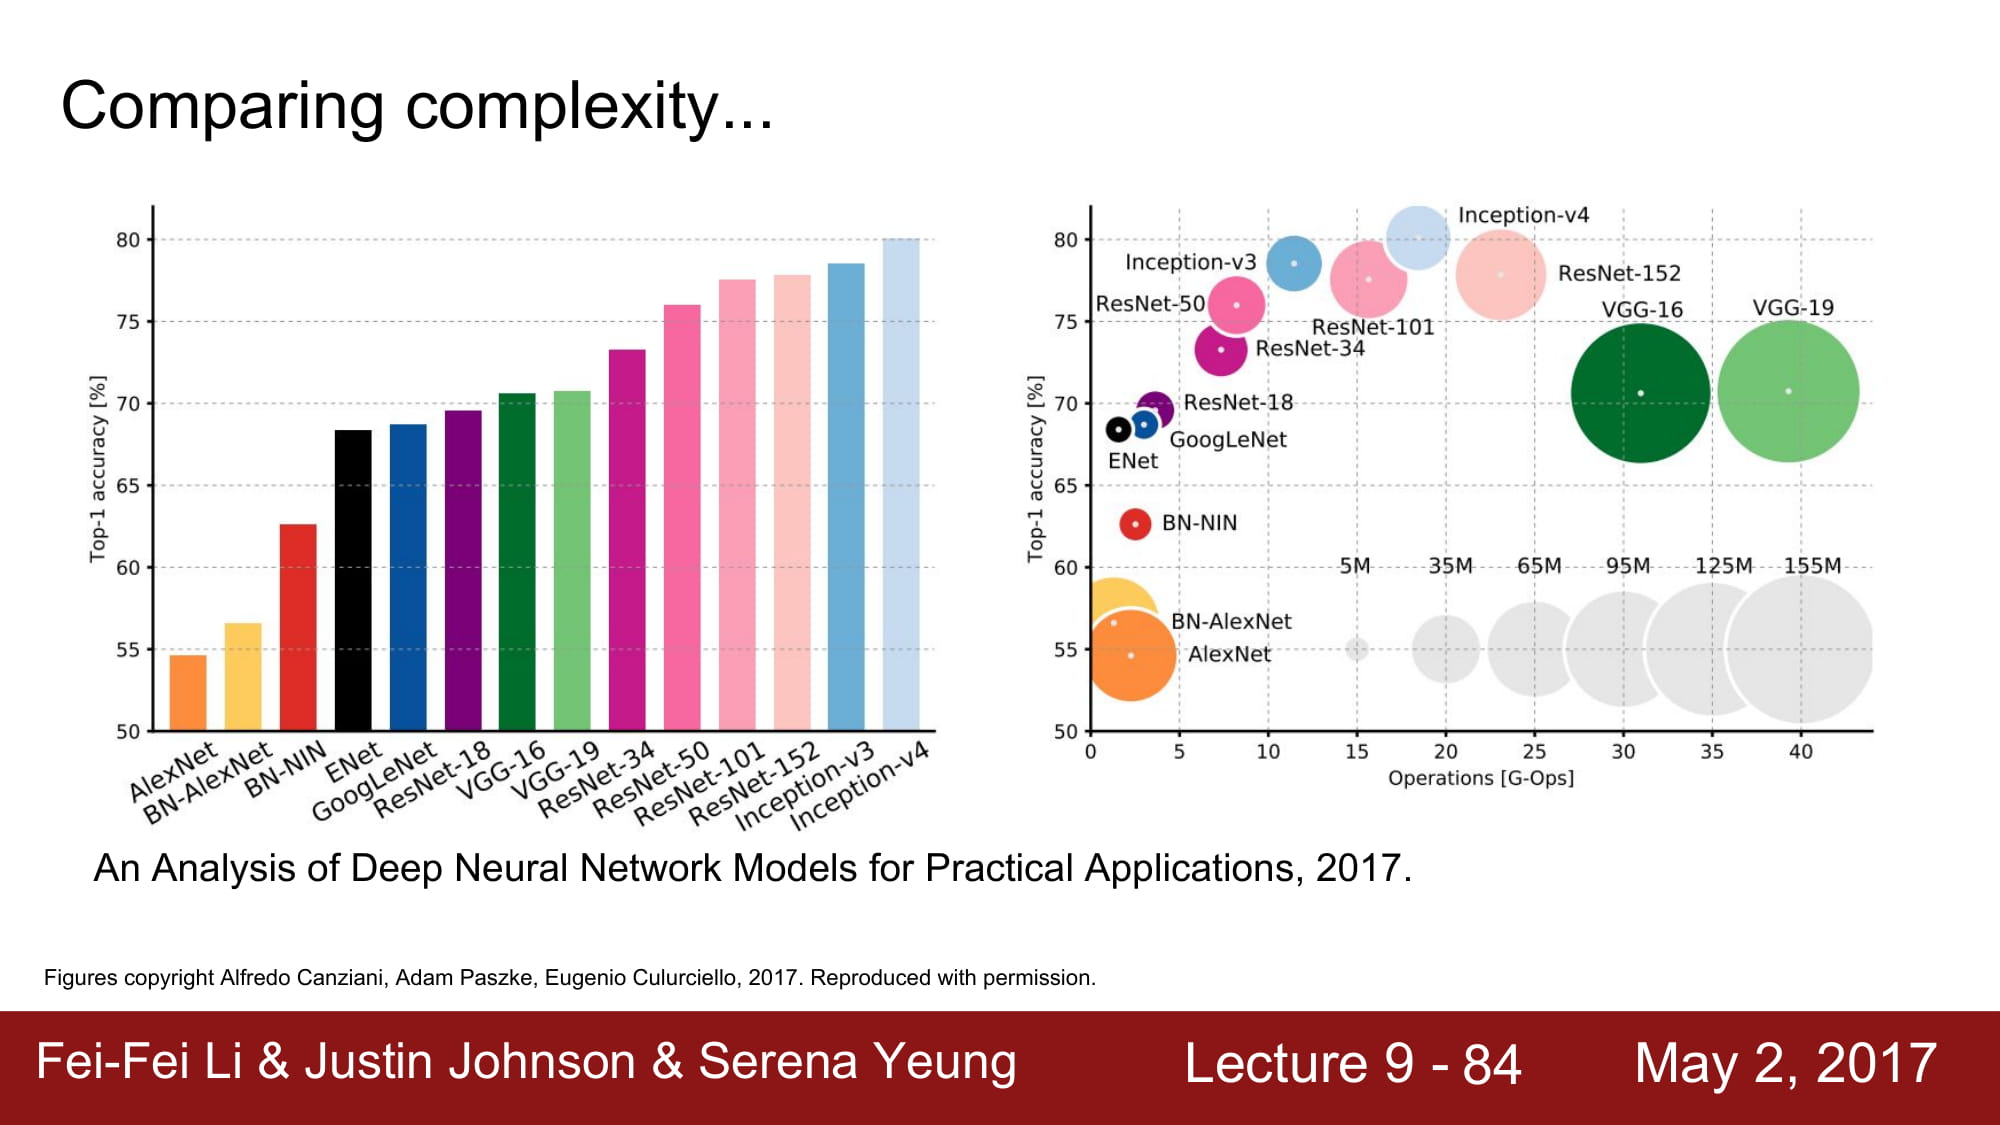 Comparing complexity...
80
75
70
65
60
55
50
Top-1 accuracy [%]
AlexNet
BN-AlexNet
BN-NIN
ENet
GoogLeNet
ResNet-18
VGG-16
VGG-19
ResNet-34
ResNet-50
ResNet-101
ResNet-152
Inception-v3
Inception-v4
80
75
70
65
60
55
50
Top-1 accuracy [%]
Inception-v4
Inception-v3
ResNet-152
ResNet-50
VGG-16
VGG-19
ResNet-101
ResNet-34
ResNet-18
GoogLeNet
ENet
BN-NIN
5M 35M 65M 95M 125M 155M
BN-AlexNet
AlexNet
0 5 10 15 20 25 30 35 40
Operations [G-Ops]
An Analysis of Deep Neural Network Models for Practical Applications, 2017.
Figures copyright Alfredo Canziani, Adam Paszke, Eugenio Culurciello, 2017. Reproduced with permission.
Fei-Fei Li & Justin Johnson & Serena Yeung Lecture 9 - 84 May 2, 2017